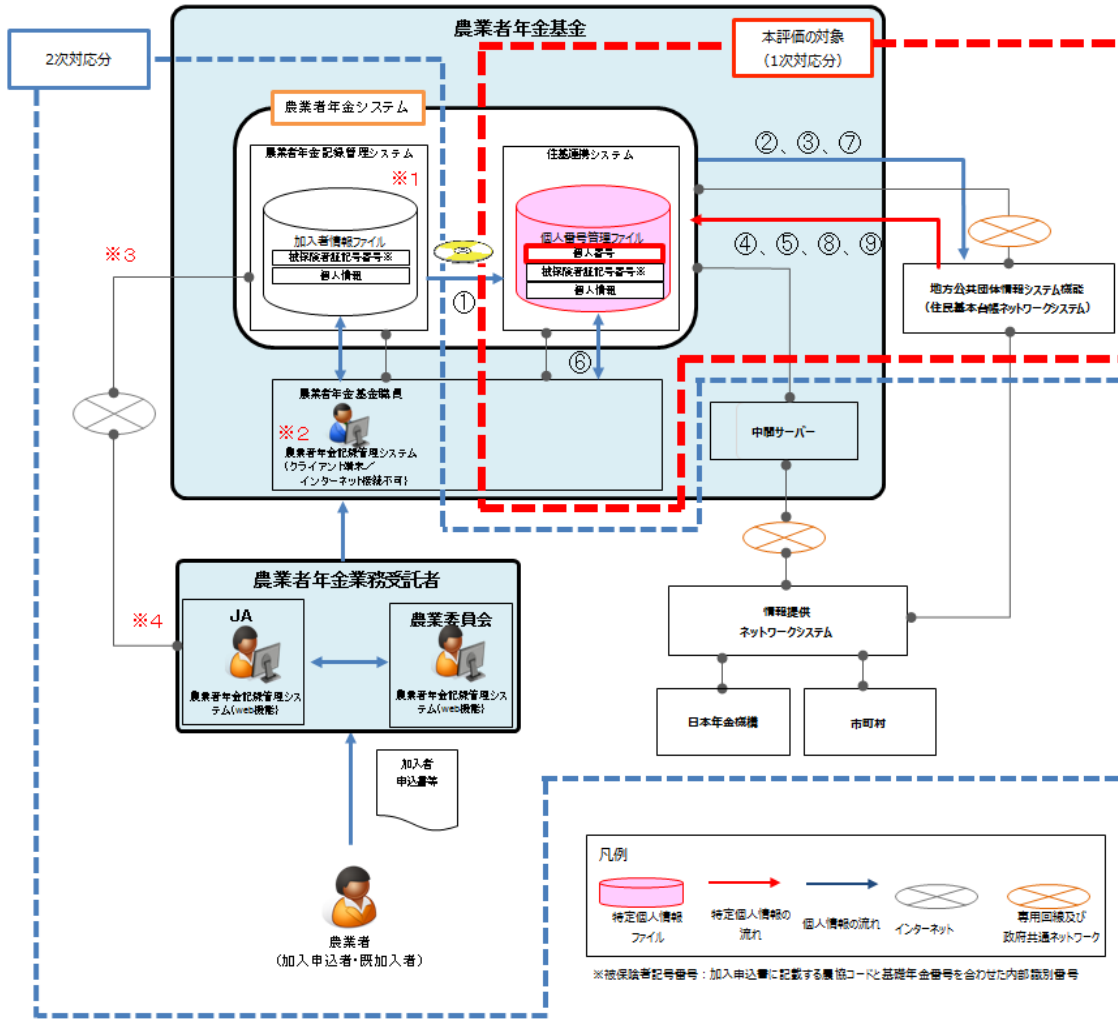 農業者年金基金
2次対応分
本評価の対象
(1次対応分)
農業者年金システム
農業者年金記録管理システム
※1
加入者情報ファイル
被保険者証記号番号※
個人情報
①
住基連携システム
個人番号管理ファイル
個人番号
被保険者証記号番号※
個人情報
②、③、⑦
④、⑤、⑧、⑨
地方公共団体情報システム機能
(住民基本台帳ネットワークシステム)
※3
⑥
農業者年金基金職員
※2
農業者年金記録管理システム
(クライアント端末/
インターネット接続不可)
中間サーバー
農業者年金業務受託者
※4
JA
農業者年金記録管理シス
テム(web機能)
農業委員会
農業者年金記録管理シス
テム(web機能)
情報提供
ネットワークシステム
日本年金機構
市町村
加入者
申込書等
農業者
(加入申込者・既加入者)
凡例
特定個人情報
ファイル
特定個人情報の
流れ
個人情報の流れ
インターネット
専用回線及び
政府共通ネットワーク
※被保険者記号番号:加入申込書に記載する農協コードと基礎年金番号を合わせた内部識別番号